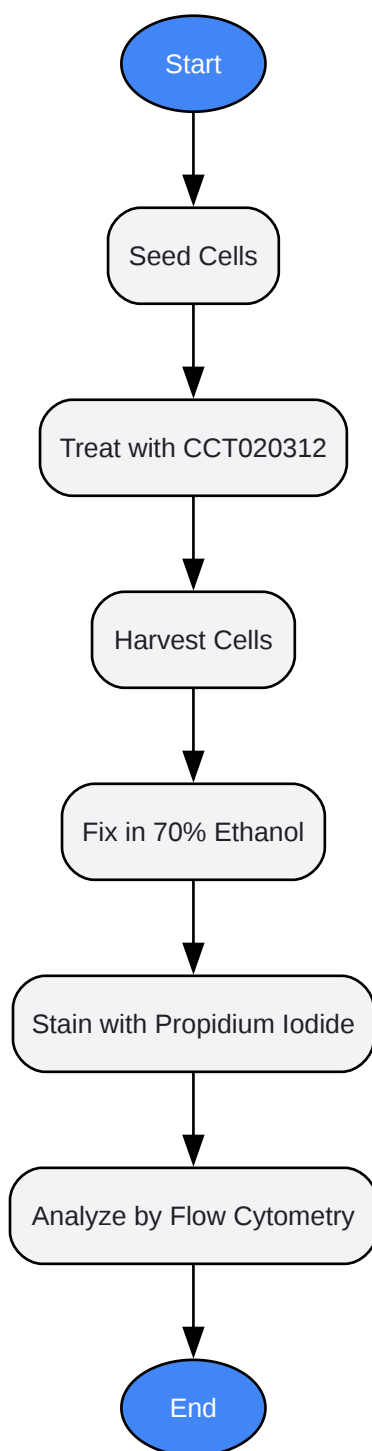 Start
Seed Cells
Treat with CCT020312
Harvest Cells
Fix in 70% Ethanol
Stain with Propidium Iodide
Analyze by Flow Cytometry
End